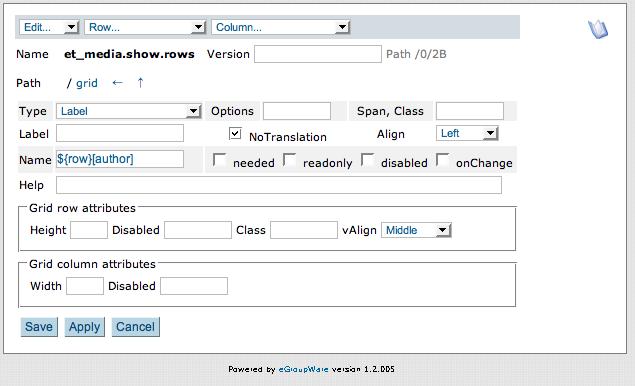 Edit... Row... Column...
Name et_media.show.rows Version Path /0/2B
Path / grid ← ↑
Type Label Options Span, Class
Label NoTranslation Align Left
Name ${row}[author] needed readonly disabled onChange
Help
Grid row attributes
Height Disabled Class vAlign Middle
Grid column attributes
Width Disabled
Save Apply Cancel
Powered by eGroupWare version 1.2.005